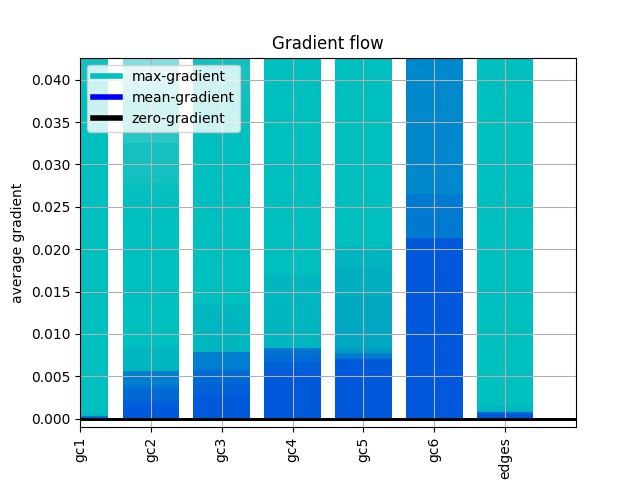 Gradient flow
max-gradient
mean-gradient
zero-gradient
average gradient
0.040
0.035
0.030
0.025
0.020
0.015
0.010
0.005
0.000
gc1
gc2
gc3
gc4
gc5
gc6
edges